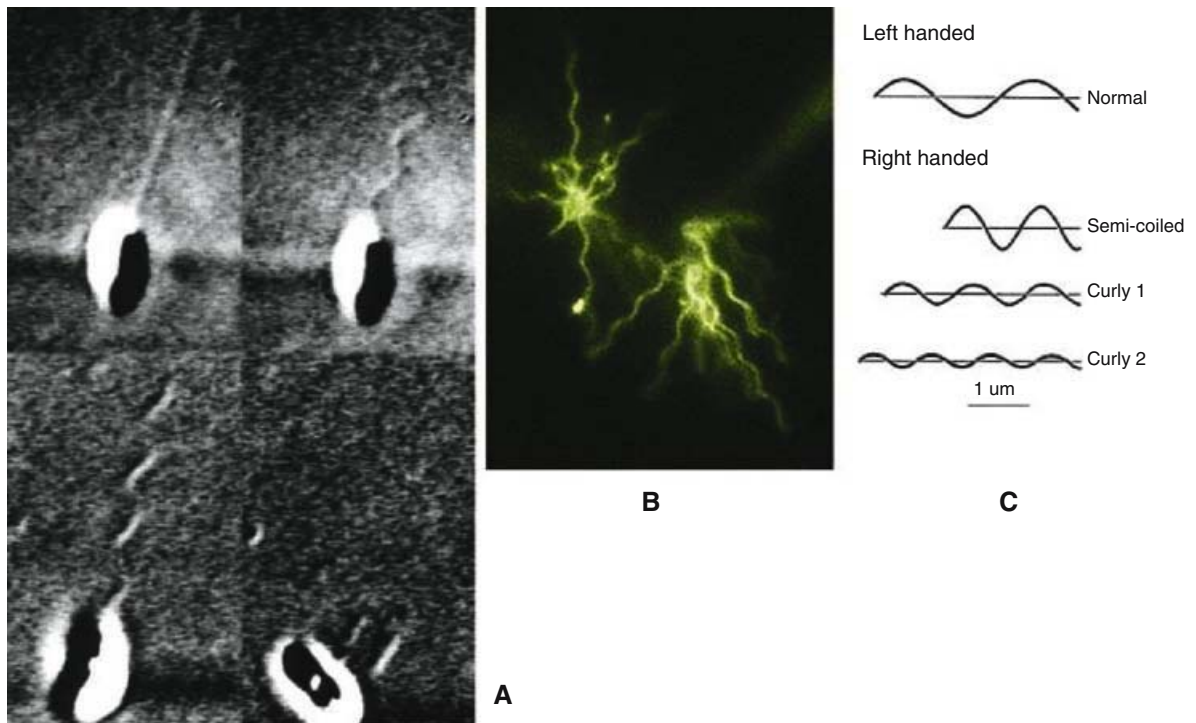 Left handed
Normal
Right handed
Semi-coiled
Curly 1
Curly 2
1 um
B
C
A